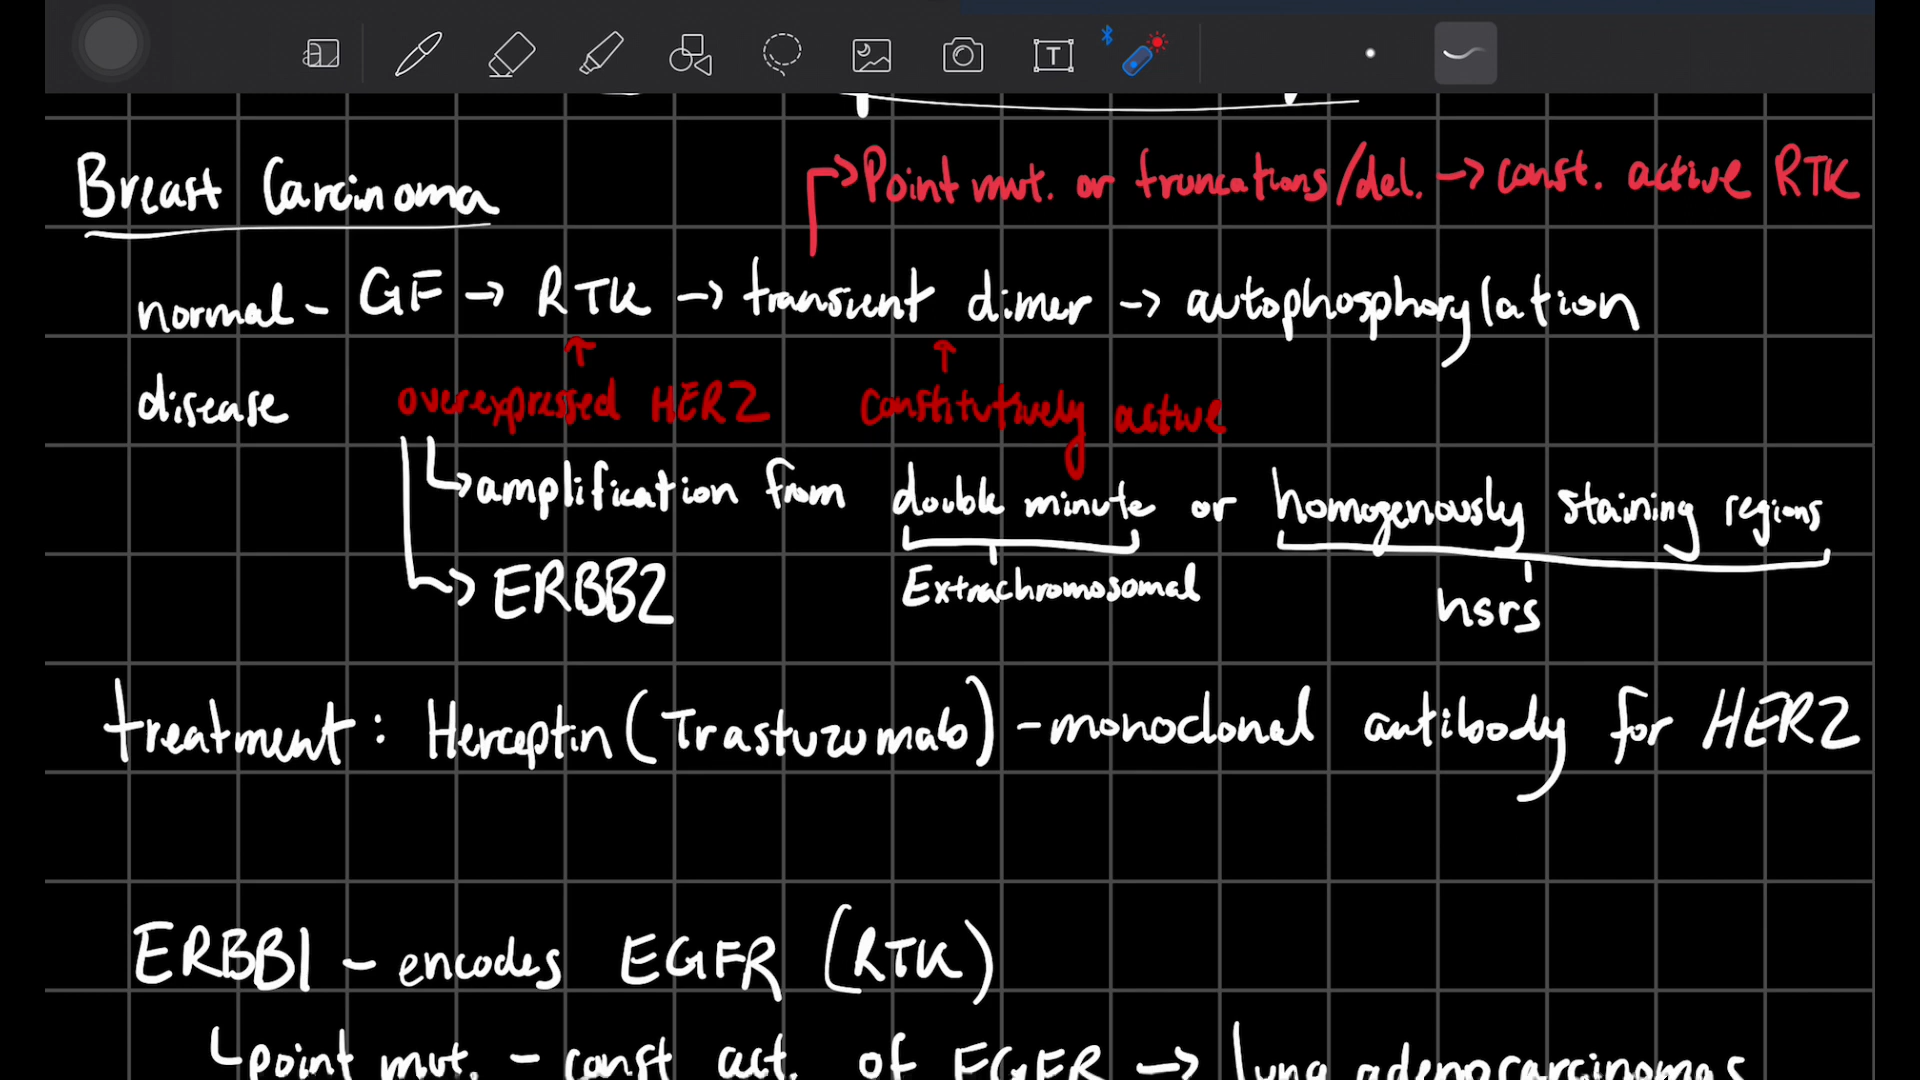 Breast Carcinoma
Point mut. or truncations/del. → const. active RTK
normal - GF → RTK → transient dimer → autophosphorylation
disease overexpressed HER2 constitutively active
amplification from double minute or homogenously staining regions
ERBB2 Extrachromosomal hsrs
treatment: Herceptin (Trastuzumab) - monoclonal antibody for HER2
ERBB1 - encodes EGFR (RTK)
point mut. - const act. of EGFR → lung adenocarcinomas